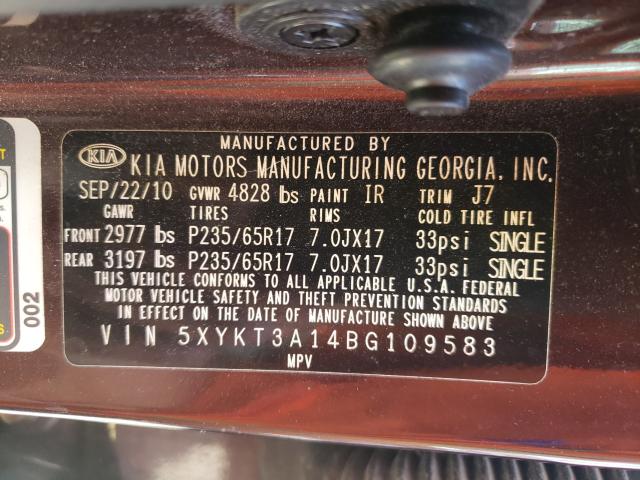 MANUFACTURED BY
KIA KIA MOTORS MANUFACTURING GEORGIA, INC.
SEP/22/10 GVWR 4828 lbs PAINT IR TRIM J7
GAWR TIRES RIMS COLD TIRE INFL
FRONT 2977 lbs P235/65R17 7.0JX17 33psi SINGLE
REAR 3197 lbs P235/65R17 7.0JX17 33psi SINGLE
THIS VEHICLE CONFORMS TO ALL APPLICABLE U.S.A. FEDERAL
MOTOR VEHICLE SAFETY AND THEFT PREVENTION STANDARDS
IN EFFECT ON THE DATE OF MANUFACTURE SHOWN ABOVE
VIN 5XYKT3A14BG109583
MPV
002